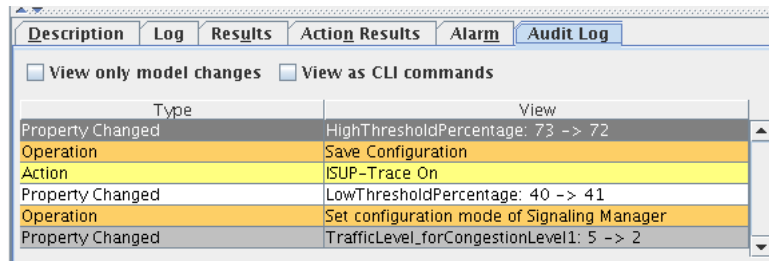 Description Log Results Action Results Alarm Audit Log
View only model changes View as CLI commands
Type View
Property Changed HighThresholdPercentage: 73 -> 72
Operation Save Configuration
Action ISUP-Trace On
Property Changed LowThresholdPercentage: 40 -> 41
Operation Set configuration mode of Signaling Manager
Property Changed TrafficLevel_forCongestionLevel1: 5 -> 2